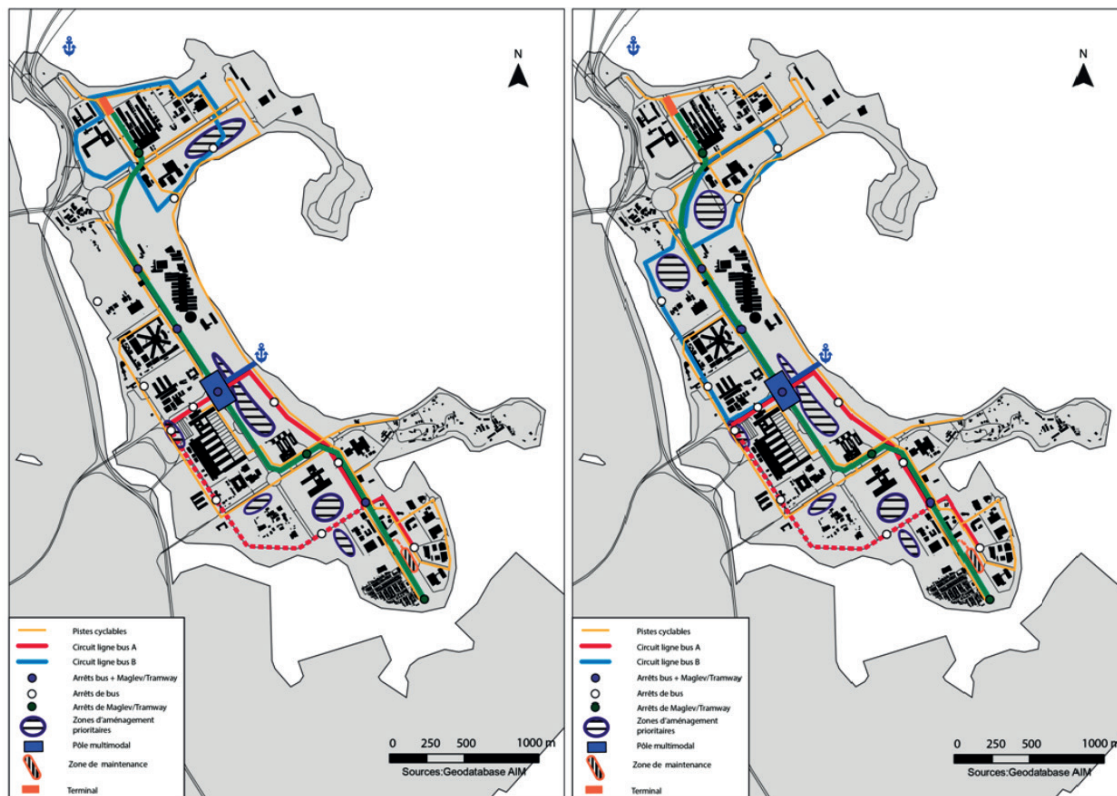 N
Pistes cyclables
Circuit ligne bus A
Circuit ligne bus B
Arrêts bus + Maglev/Tramway
Arrêts de bus
Arrêts de Maglev/Tramway
Zones d'aménagement
prioritaires
Pôle multimodal
Zone de maintenance
Terminal
0 250 500 1000 m
Sources:Geodatabase AIM
N
Pistes cyclables
Circuit ligne bus A
Circuit ligne bus B
Arrêts bus + Maglev/Tramway
Arrêts de bus
Arrêts de Maglev/Tramway
Zones d'aménagement
prioritaires
Pôle multimodal
Zone de maintenance
Terminal
0 250 500 1000 m
Sources:Geodatabase AIM